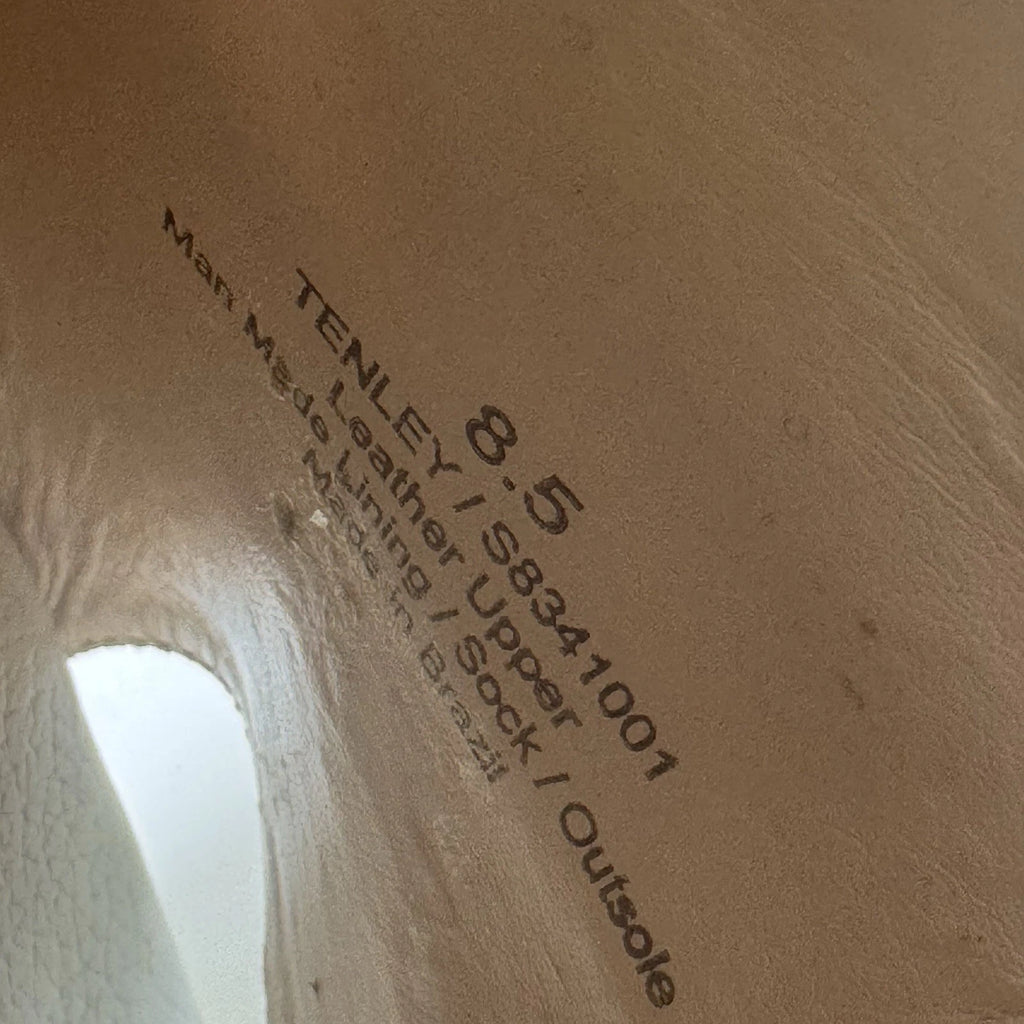 8.5
TENLEY / S8341001
Leather Upper
Man Made Lining / Sock / Outsole
Made in Brazil